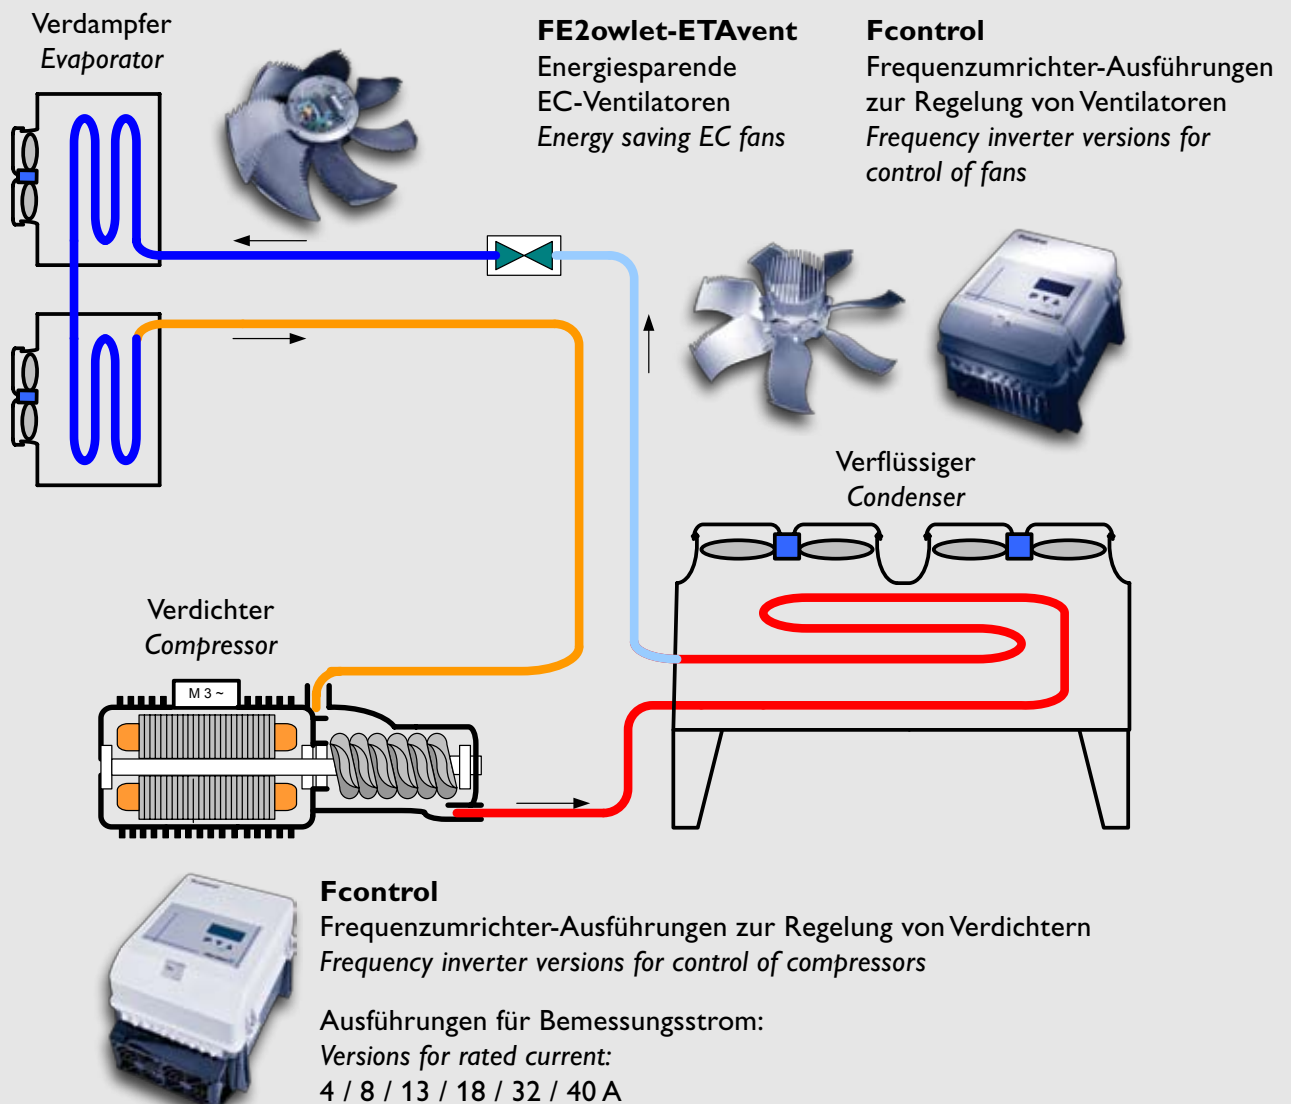 Verdampfer
Evaporator
FE2owlet-ETAvent
Energiesparende
EC-Ventilatoren
Energy saving EC fans
Fcontrol
Frequenzumrichter-Ausführungen
zur Regelung von Ventilatoren
Frequency inverter versions for
control of fans
Verflüssiger
Condenser
Verdichter
Compressor
M 3 ~
Fcontrol
Frequenzumrichter-Ausführungen zur Regelung von Verdichtern
Frequency inverter versions for control of compressors
Ausführungen für Bemessungsstrom:
Versions for rated current:
4 / 8 / 13 / 18 / 32 / 40 A